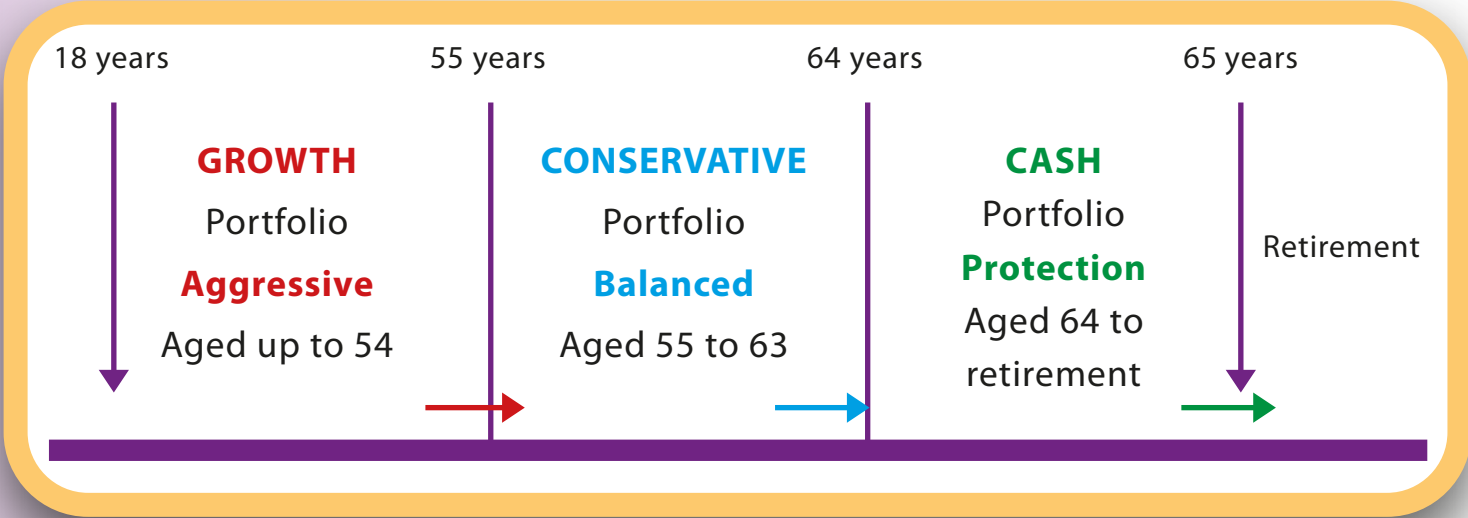 18 years
55 years
64 years
65 years
GROWTH
Portfolio
Aggressive
Aged up to 54
CONSERVATIVE
Portfolio
Balanced
Aged 55 to 63
CASH
Portfolio
Protection
Aged 64 to
retirement
Retirement